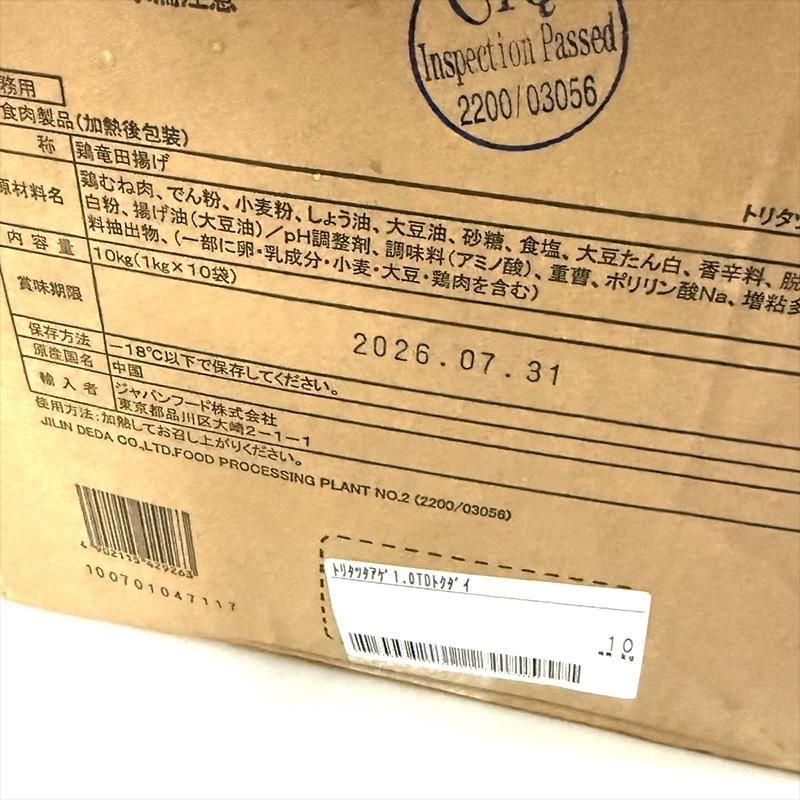 Inspection Passed
2200/03056
務用
食肉製品(加熱後包装)
称 鶏竜田揚げ
トリタツ
原材料名 鶏むね肉、でん粉、小麦粉、しょう油、大豆油、砂糖、食塩、大豆たん白、香辛料、脱
白粉、揚げ油(大豆油)/pH調整剤、調味料(アミノ酸)、重曹、ポリリン酸Na、増粘多
料抽出物、(一部に卵・乳成分・小麦・大豆・鶏肉を含む)
内容量 10kg(1kg×10袋)
賞味期限 2026.07.31
保存方法 -18℃以下で保存してください。
原産国名 中国
輸入者 ジャパンフード株式会社
東京都品川区大崎2-1-1
使用方法:加熱してお召し上がりください。
JILIN DEDA CO.,LTD.FOOD PROOESSING PLANT NO.2 (2200/03056)
4 902115 429263
100701047117
トリタツタアゲ 1.0TDトクダイ
10
kg